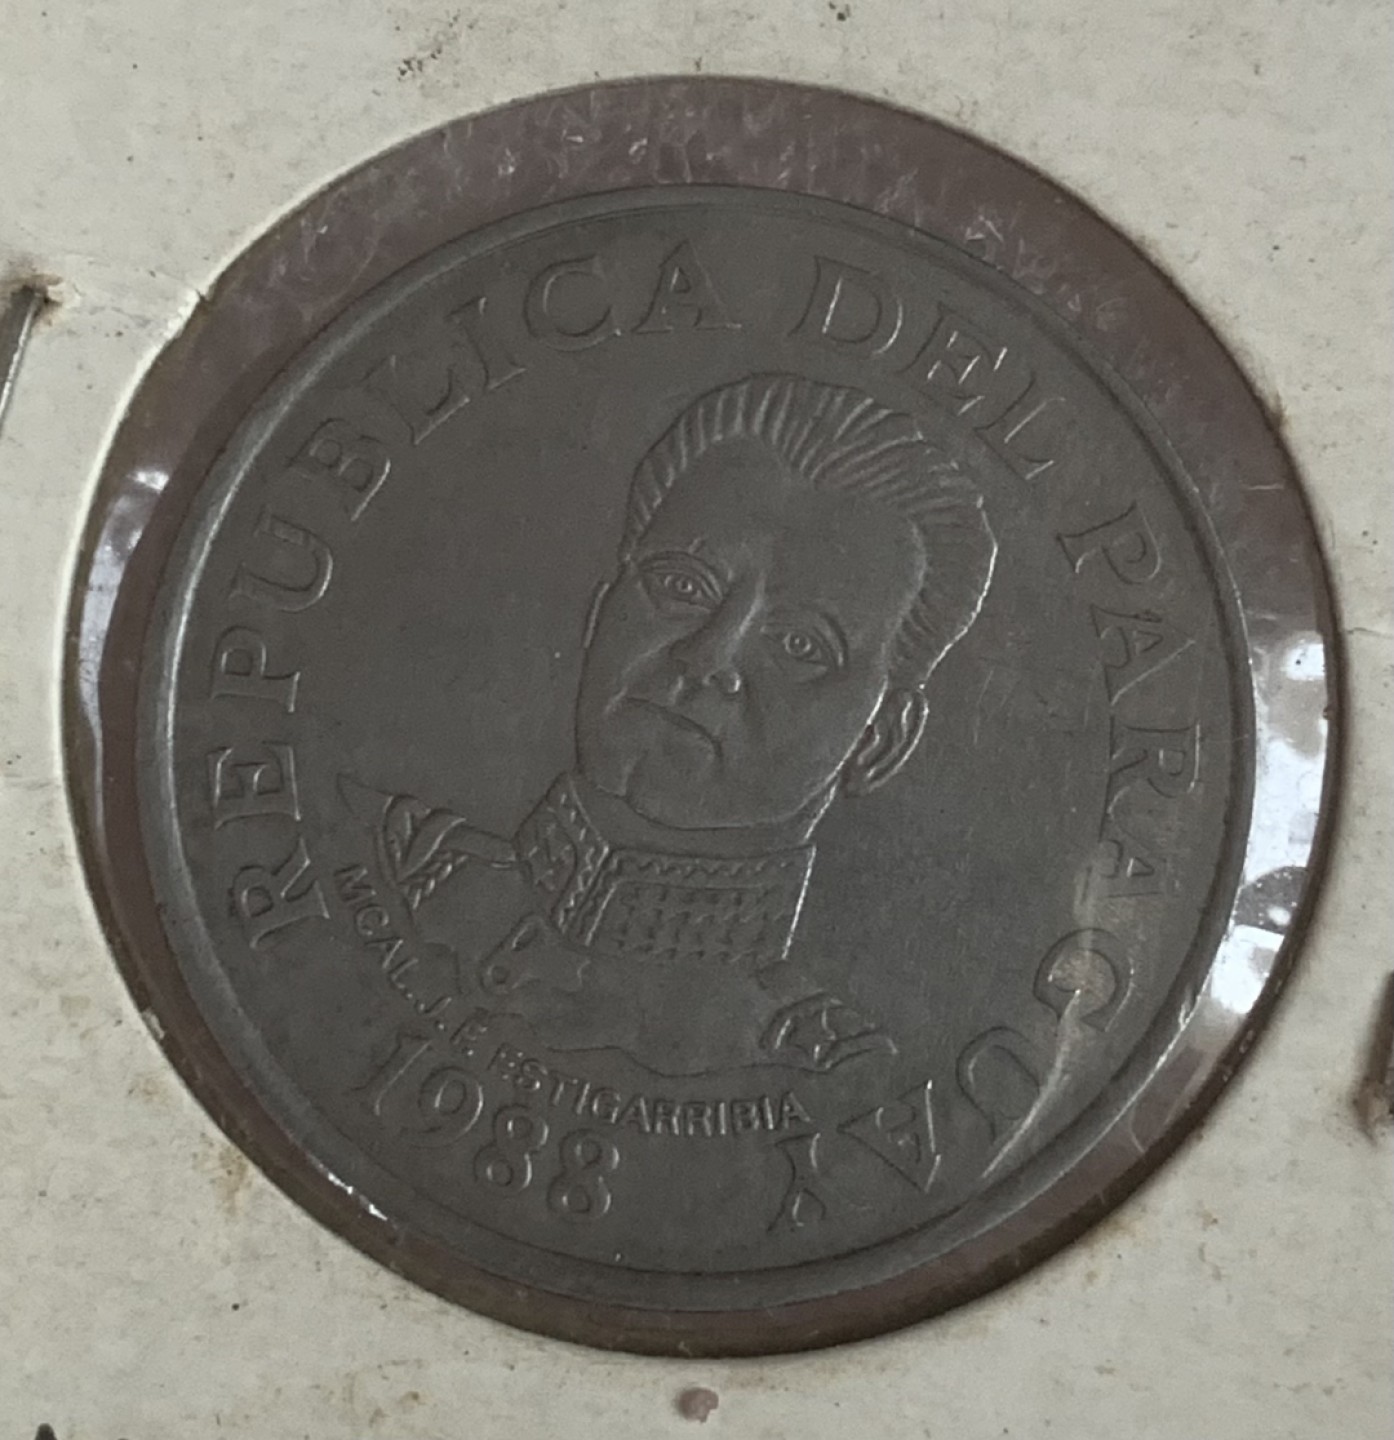 REPUBLICA DEL PARAGUAY
MCAL. J. E. ESTIGARRIBIA
1988